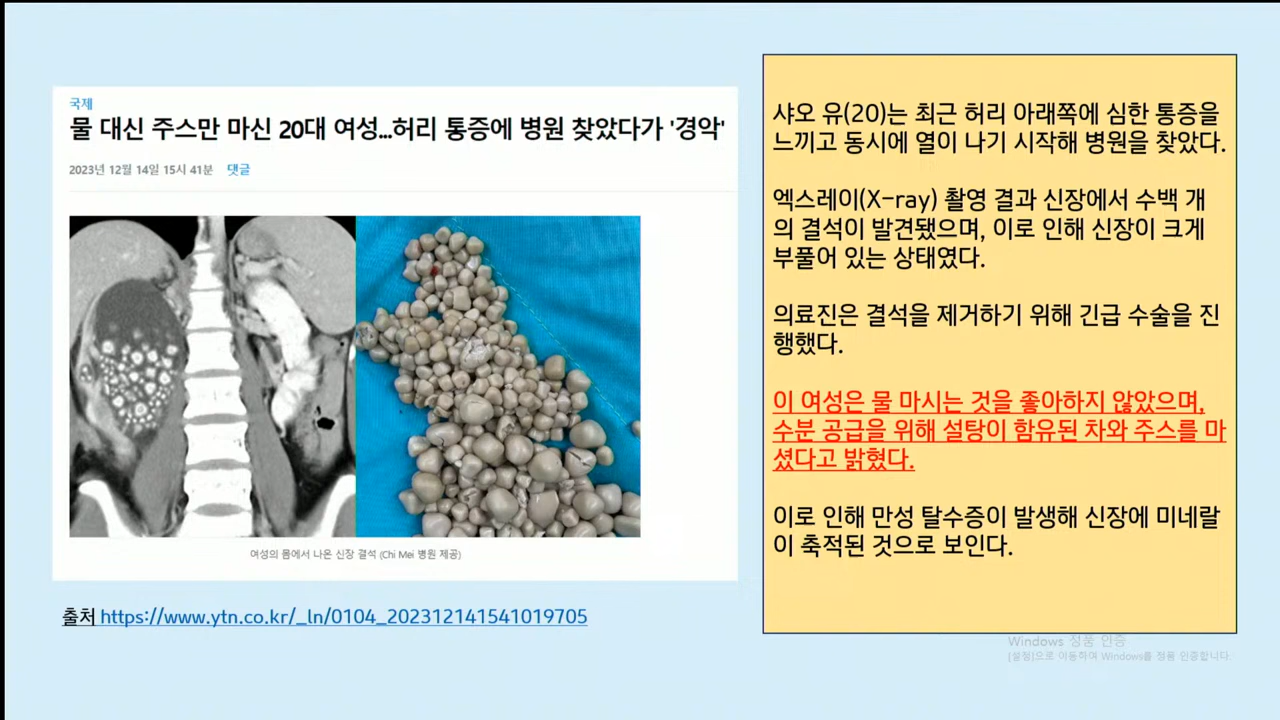 국제
물 대신 주스만 마신 20대 여성...허리 통증에 병원 찾았다가 '경악'
2023년 12월 14일 15시 41분 댓글
여성의 몸에서 나온 신장 결석 (Chi Mei 병원 제공)
출처 https://www.ytn.co.kr/_ln/0104_202312141541019705
샤오 유(20)는 최근 허리 아래쪽에 심한 통증을
느끼고 동시에 열이 나기 시작해 병원을 찾았다.
엑스레이(X-ray) 촬영 결과 신장에서 수백 개
의 결석이 발견됐으며, 이로 인해 신장이 크게
부풀어 있는 상태였다.
의료진은 결석을 제거하기 위해 긴급 수술을 진
행했다.
이 여성은 물 마시는 것을 좋아하지 않았으며,
수분 공급을 위해 설탕이 함유된 차와 주스를 마
셨다고 밝혔다.
이로 인해 만성 탈수증이 발생해 신장에 미네랄
이 축적된 것으로 보인다.
Windows 정품 인증
[설정]으로 이동하여 Windows를 정품 인증합니다.